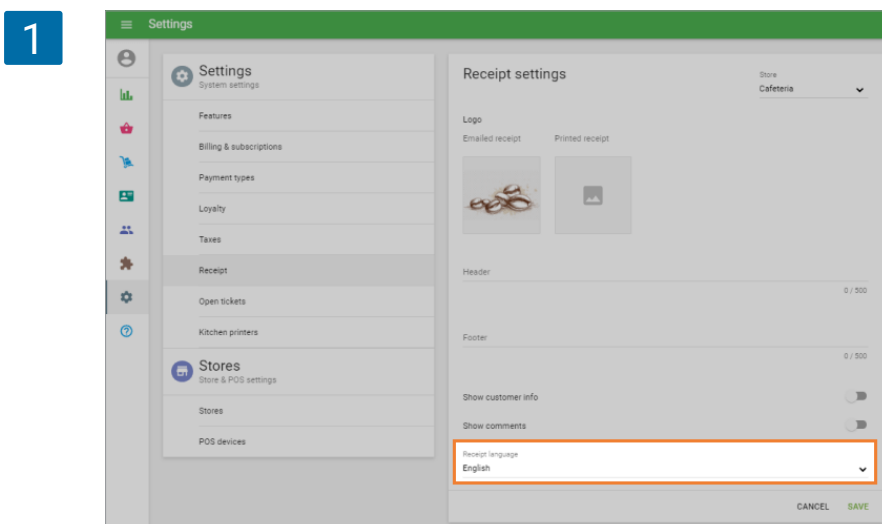 1
Settings
Settings
System settings
Features
Billing & subscriptions
Payment types
Loyalty
Taxes
Receipt
Open tickets
Kitchen printers
Stores
Store & POS settings
Stores
POS devices
Receipt settings
Store
Cafeteria
Logo
Emailed receipt
Printed receipt
Header
0 / 500
Footer
0 / 500
Show customer info
Show comments
Receipt language
English
CANCEL
SAVE